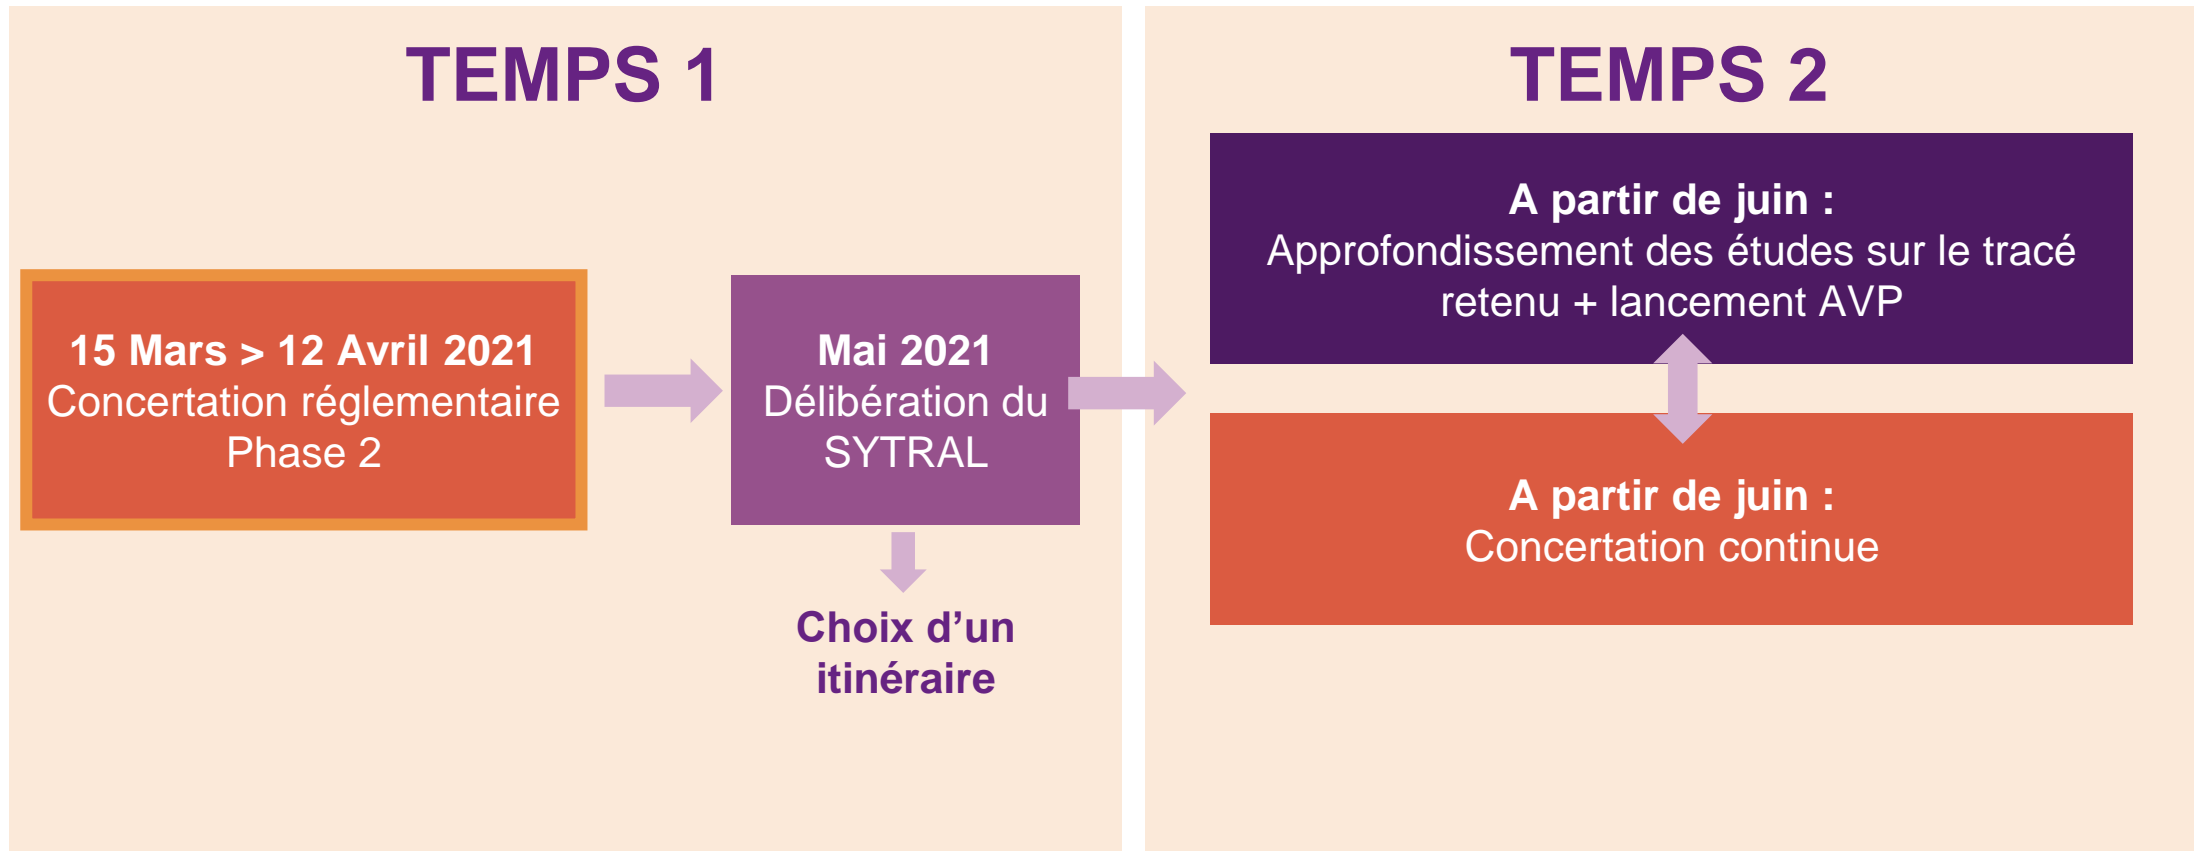 TEMPS 1
15 Mars > 12 Avril 2021
Concertation réglementaire
Phase 2
Mai 2021
Délibération du
SYTRAL
Choix d’un
itinéraire
TEMPS 2
A partir de juin :
Approfondissement des études sur le tracé
retenu + lancement AVP
A partir de juin :
Concertation continue